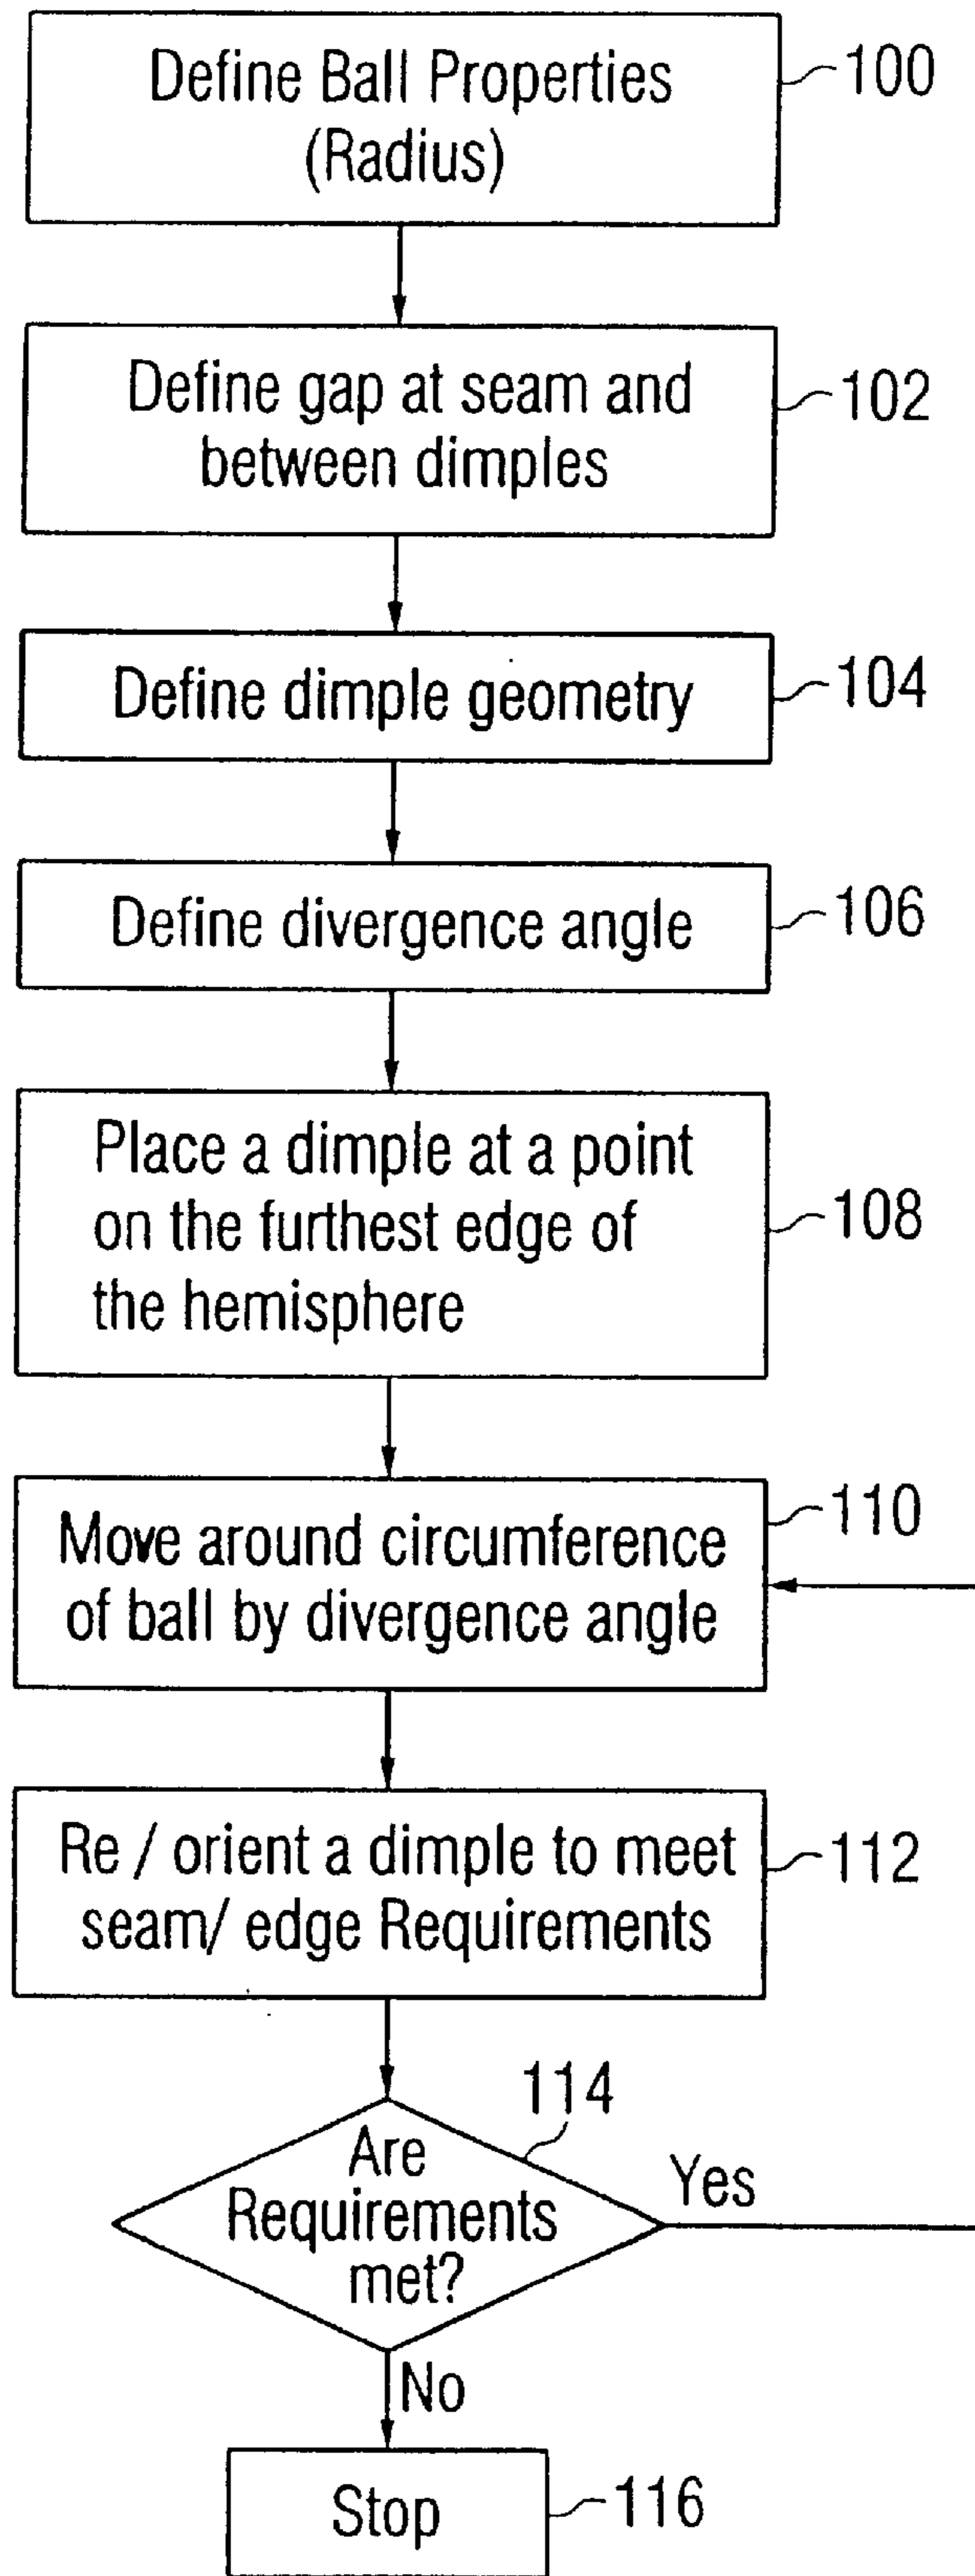 Define Ball Properties
(Radius)
100
Define gap at seam and
between dimples
102
Define dimple geometry
104
Define divergence angle
106
Place a dimple at a point
on the furthest edge of
the hemisphere
108
Move around circumference
of ball by divergence angle
110
Re / orient a dimple to meet
seam/ edge Requirements
112
114
Are
Requirements
met?
Yes
No
Stop
116